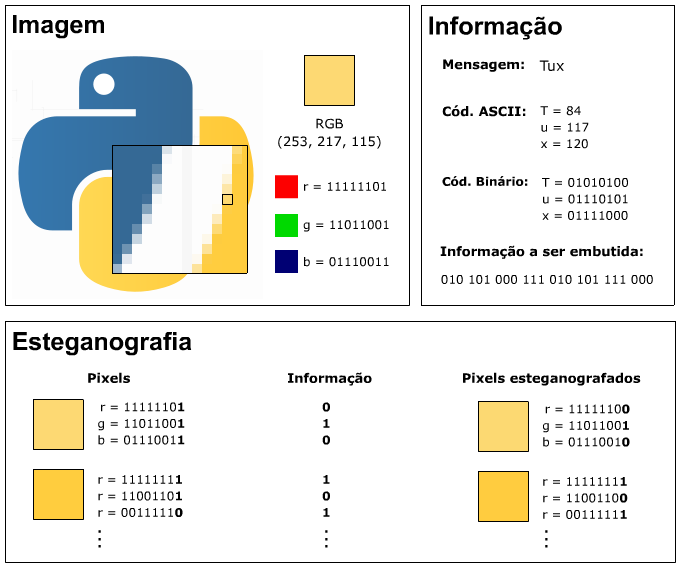 Imagem
RGB
(253, 217, 115)
r = 11111101
g = 11011001
b = 01110011
Informação
Mensagem: Tux
Cód. ASCII: T = 84
u = 117
x = 120
Cód. Binário: T = 01010100
u = 01110101
x = 01111000
Informação a ser embutida:
010 101 000 111 010 101 111 000
Esteganografia
Pixels Informação Pixels esteganografados
r = 11111101 0 r = 11111100
g = 11011001 1 g = 11011001
b = 01110011 0 b = 01110010
r = 11111111 1 r = 11111111
r = 11001101 0 r = 11001100
r = 00111110 1 r = 00111111
⋮ ⋮ ⋮